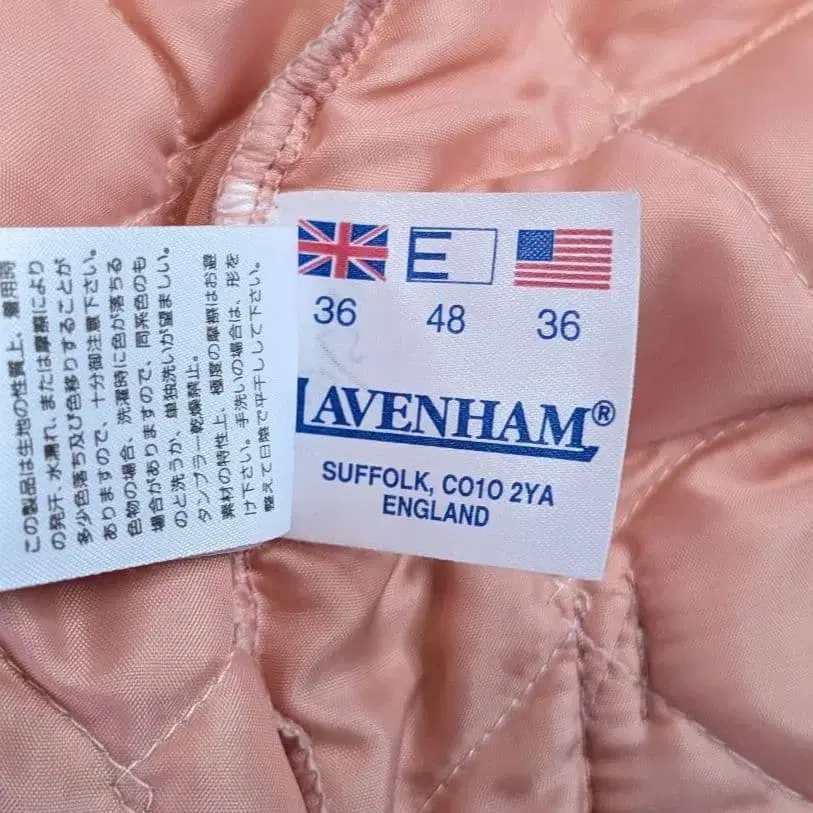 この製品は生地の性質上、着用時
の発汗、水濡れ、または摩擦により
多少色落ち及び色移りすることが
ありますので、十分御注意下さい。
色物の場合、洗濯時に色が落ちる
場合がありますので、同系色のも
のと洗うか、単独洗いが望ましい。
タンブラー乾燥禁止。
素材の特性上、極度の摩擦はお避
け下さい。手洗いの場合は、形を
整えて日陰で平干しして下さい。
E
36 48 36
LAVENHAM®
SUFFOLK, CO10 2YA
ENGLAND